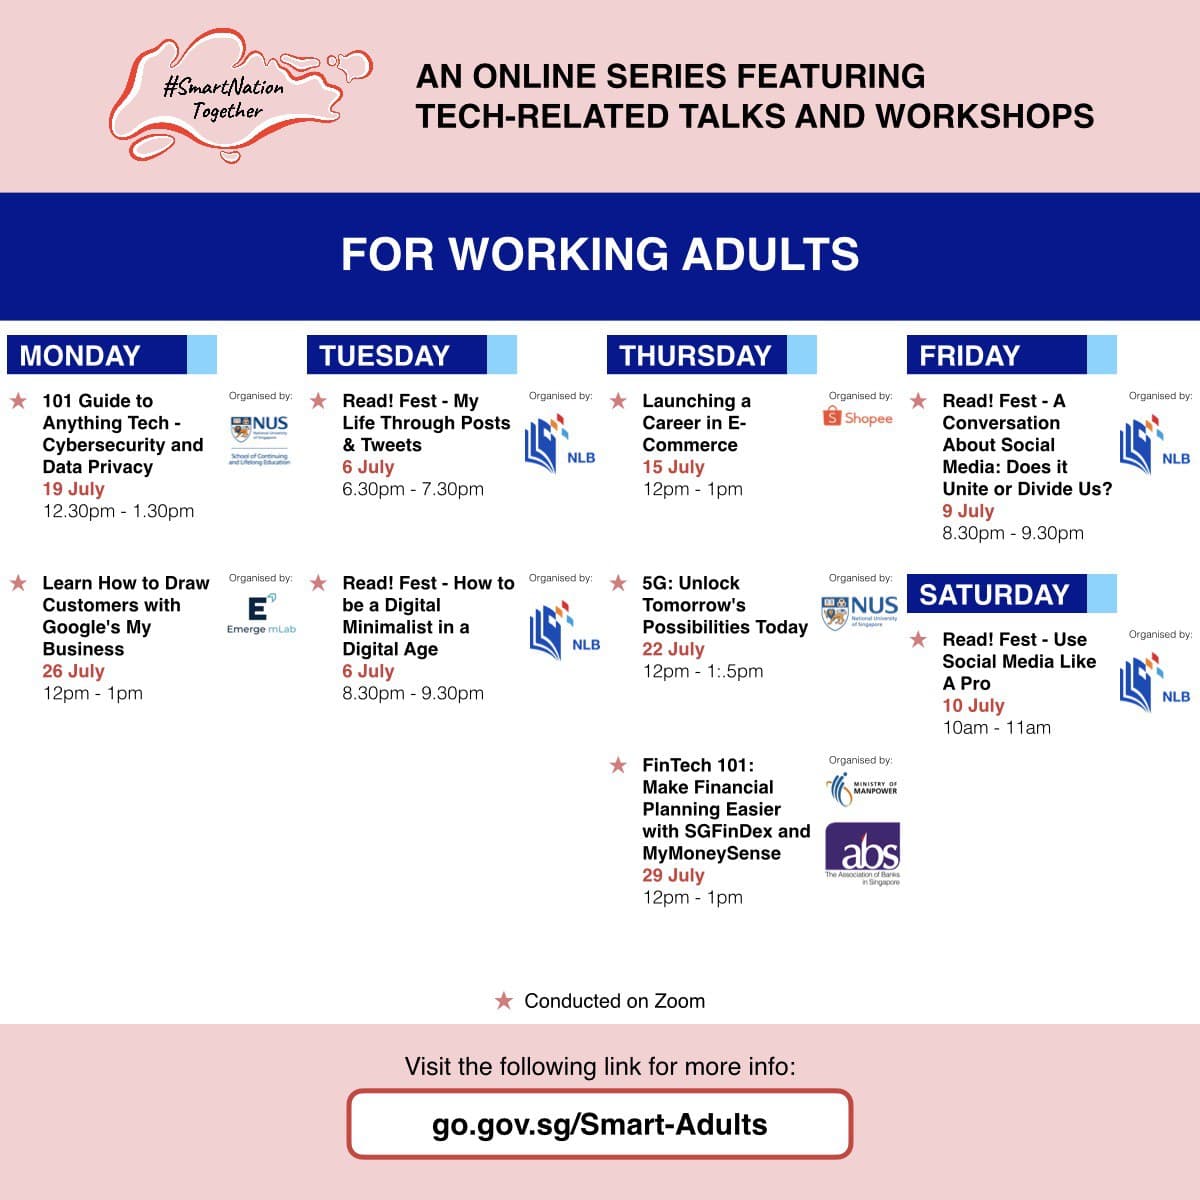 #SmartNation
Together
AN ONLINE SERIES FEATURING
TECH-RELATED TALKS AND WORKSHOPS
FOR WORKING ADULTS
MONDAY
101 Guide to
Anything Tech -
Cybersecurity and
Data Privacy
19 July
12.30pm - 1.30pm
Organised by:
NUS
National University
of Singapore
School of Continuing
and Lifelong Education
Learn How to Draw
Customers with
Google's My
Business
26 July
12pm - 1pm
Organised by:
E
Emerge mLab
TUESDAY
Read! Fest - My
Life Through Posts
& Tweets
6 July
6.30pm - 7.30pm
Organised by:
NLB
Read! Fest - How to
be a Digital
Minimalist in a
Digital Age
6 July
8.30pm - 9.30pm
Organised by:
NLB
THURSDAY
Launching a
Career in E-
Commerce
15 July
12pm - 1pm
Organised by:
S Shopee
5G: Unlock
Tomorrow's
Possibilities Today
22 July
12pm - 1:.5pm
Organised by:
NUS
National University
of Singapore
FinTech 101:
Make Financial
Planning Easier
with SGFinDex and
MyMoneySense
29 July
12pm - 1pm
Organised by:
MINISTRY OF
MANPOWER
abs
The Association of Banks
in Singapore
FRIDAY
Read! Fest - A
Conversation
About Social
Media: Does it
Unite or Divide Us?
9 July
8.30pm - 9.30pm
Organised by:
NLB
SATURDAY
Read! Fest - Use
Social Media Like
A Pro
10 July
10am - 11am
Organised by:
NLB
Conducted on Zoom
Visit the following link for more info:
go.gov.sg/Smart-Adults